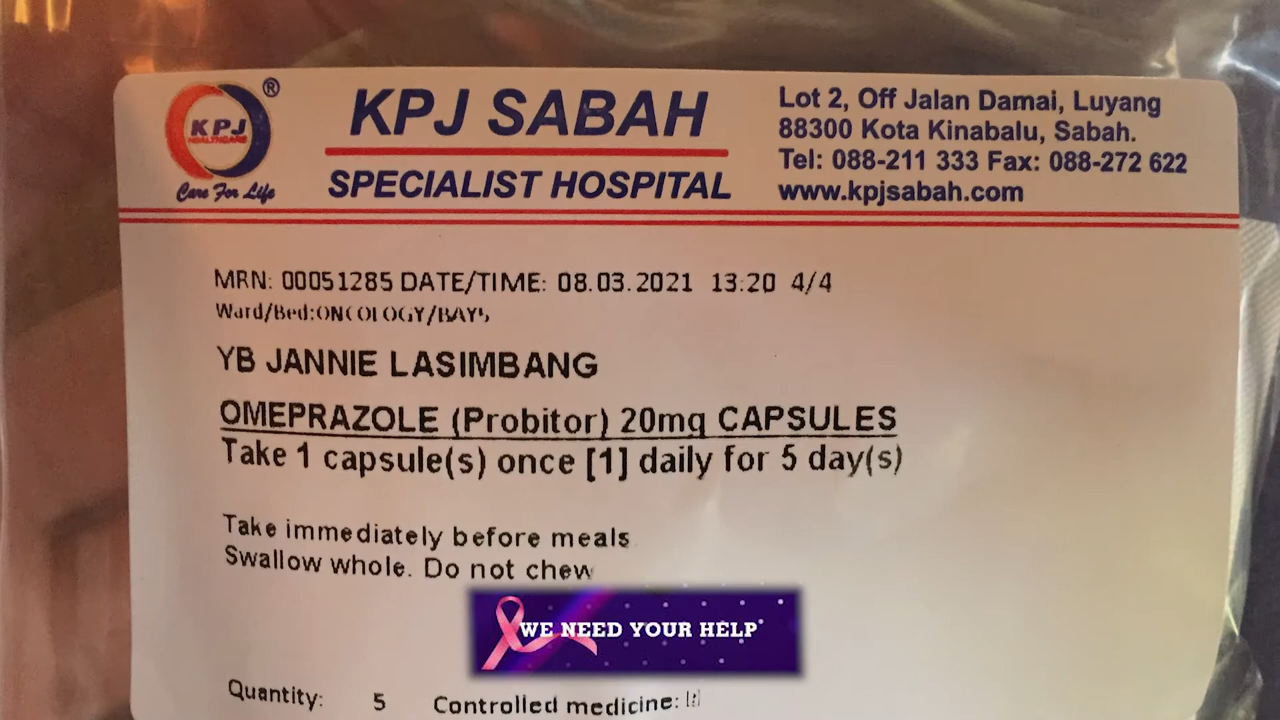 KPJ
HEALTHCARE
®
Care For Life
KPJ SABAH
SPECIALIST HOSPITAL
Lot 2, Off Jalan Damai, Luyang
88300 Kota Kinabalu, Sabah.
Tel: 088-211 333 Fax: 088-272 622
www.kpjsabah.com
MRN: 00051285 DATE/TIME: 08.03.2021 13:20 4/4
Ward/Bed:ONCOLOGY/BAY5
YB JANNIE LASIMBANG
OMEPRAZOLE (Probitor) 20mg CAPSULES
Take 1 capsule(s) once [1] daily for 5 day(s)
Take immediately before meals
Swallow whole. Do not chew
WE NEED YOUR HELP
Quantity: 5 Controlled medicine: